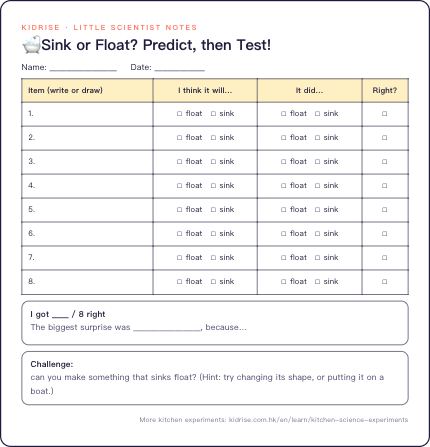 KIDRISE · LITTLE SCIENTIST NOTES
Sink or Float? Predict, then Test!
Name: ______________ Date: __________
Item (write or draw) I think it will... It did... Right?
1. □ float □ sink □ float □ sink □
2. □ float □ sink □ float □ sink □
3. □ float □ sink □ float □ sink □
4. □ float □ sink □ float □ sink □
5. □ float □ sink □ float □ sink □
6. □ float □ sink □ float □ sink □
7. □ float □ sink □ float □ sink □
8. □ float □ sink □ float □ sink □
I got ____ / 8 right
The biggest surprise was ______________, because...
Challenge:
can you make something that sinks float? (Hint: try changing its shape, or putting it on a
boat.)
More kitchen experiments: kidrise.com.hk/en/learn/kitchen-science-experiments